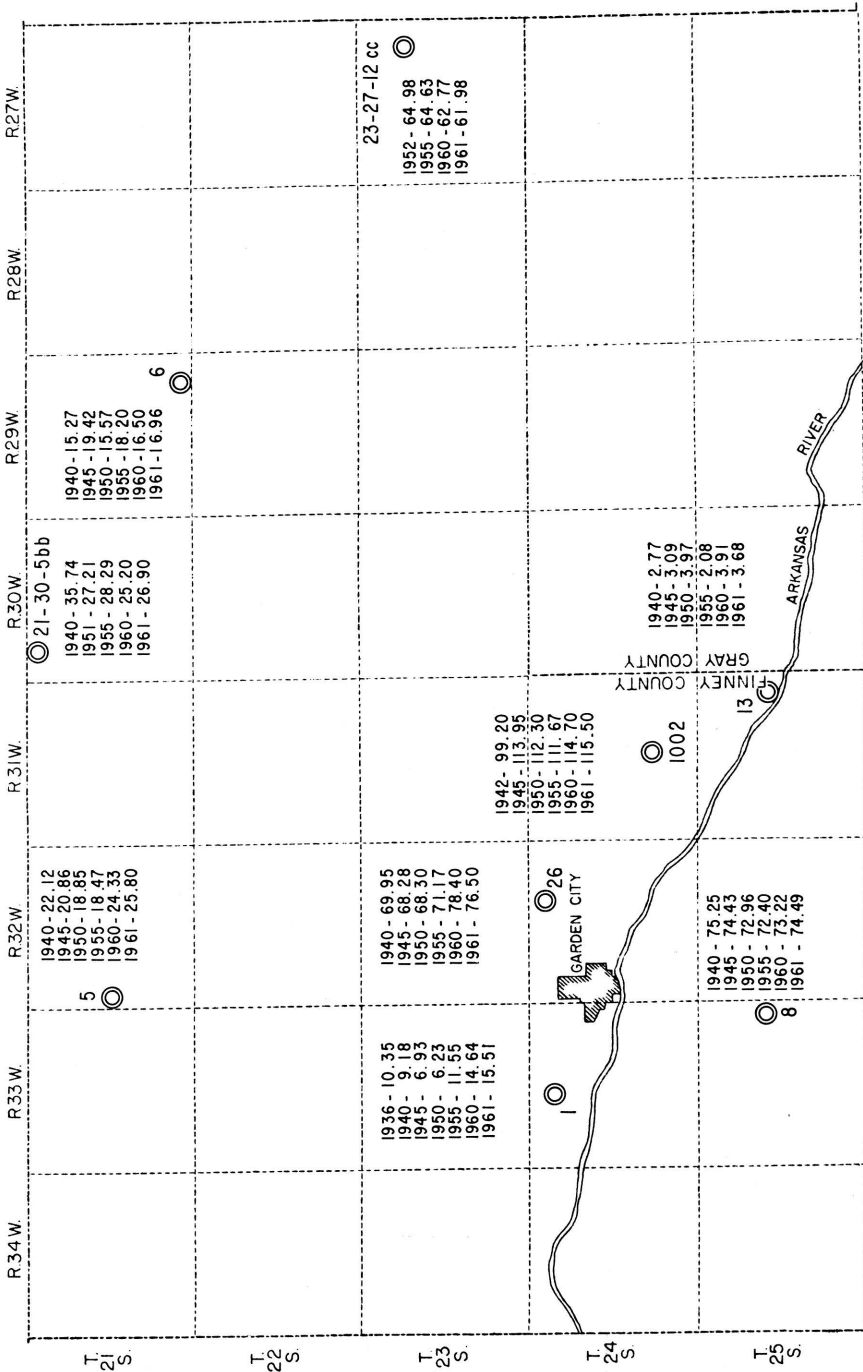 R.34W.
R.33W.
R.32W.
R.31W.
R.30W.
R.29W.
R.28W.
R.27W.
T.
21
S.
5
1940-22.12
1945-20.86
1950-18.85
1955-18.47
1960-24.33
1961-25.80
21-30-5bb
1940-35.74
1951-27.21
1955-28.29
1960-25.20
1961-26.90
1940-15.27
1945-19.42
1950-15.57
1955-18.20
1960-16.50
1961-16.96
6
T.
22
S.
T.
23
S.
1936-10.35
1940- 9.18
1945- 6.93
1950- 6.23
1955-11.55
1960-14.64
1961-15.51
1940-69.95
1945-68.28
1950-68.30
1955-71.17
1960-78.40
1961-76.50
1942- 99.20
1945-113.95
1950-112.30
1955-111.67
1960-114.70
1961-115.50
23-27-12 cc
1952-64.98
1955-64.63
1960-62.77
1961-61.98
T.
24
S.
1
GARDEN CITY
26
1002
FINNEY COUNTY
GRAY COUNTY
1940-2.77
1945-3.09
1950-3.97
1955-2.08
1960-3.91
1961-3.68
T.
25
S.
8
1940-75.25
1945-74.43
1950-72.96
1955-72.40
1960-73.22
1961-74.49
13
ARKANSAS
RIVER